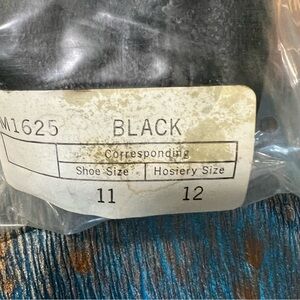 M1625 BLACK
Corresponding
Shoe Size Hosiery Size
11 12